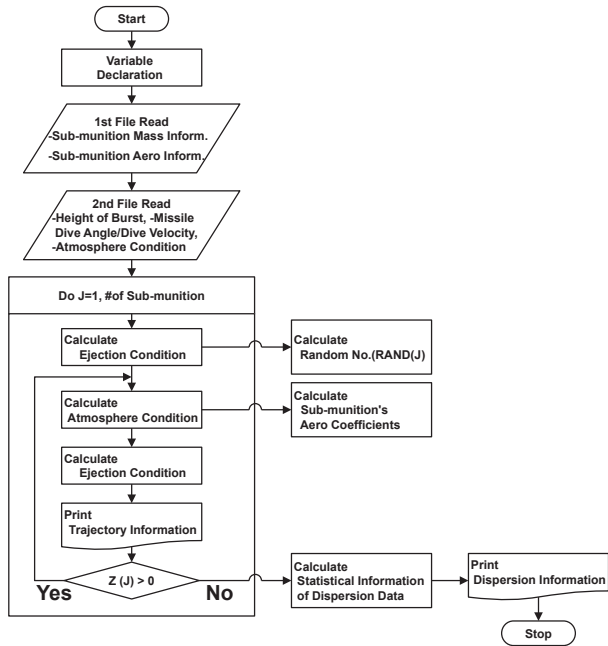 Start
Variable
Declaration
1st File Read
-Sub-munition Mass Inform.
-Sub-munition Aero Inform.
2nd File Read
-Height of Burst, -Missile
Dive Angle/Dive Velocity,
-Atmosphere Condition
Do J=1, #of Sub-munition
Calculate
Ejection Condition
Calculate
Random No.(RAND(J)
Calculate
Atmosphere Condition
Calculate
Sub-munition's
Aero Coefficients
Calculate
Ejection Condition
Print
Trajectory Information
Z (J) > 0
Yes
No
Calculate
Statistical Information
of Dispersion Data
Print
Dispersion Information
Stop